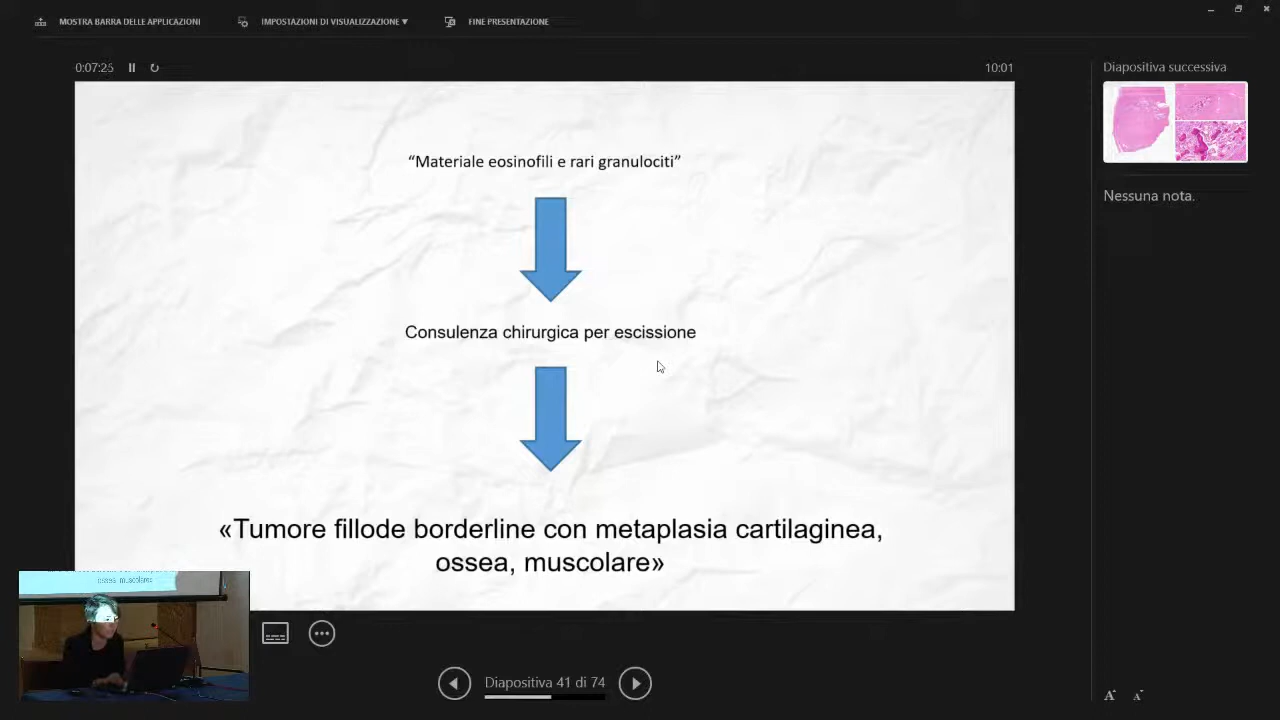 MOSTRA BARRA DELLE APPLICAZIONI
IMPOSTAZIONI DI VISUALIZZAZIONE ▼
FINE PRESENTAZIONE
0:07:25
10:01
Diapositiva successiva
Nessuna nota.
“Materiale eosinofili e rari granulociti”
Consulenza chirurgica per escissione
«Tumore fillode borderline con metaplasia cartilaginea,
ossea, muscolare»
ossea, muscolare»
Diapositiva 41 di 74
A A